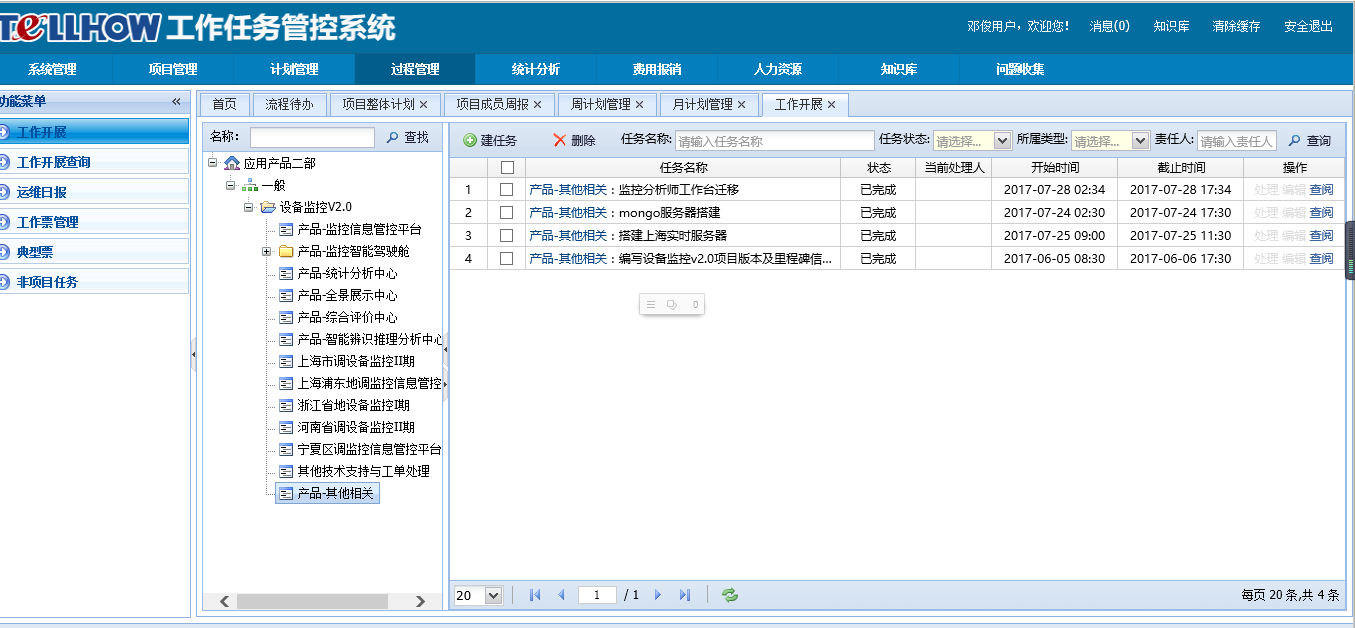 TELLHOW 工作任务管控系统
邓俊用户，欢迎您! 消息(0) 知识库 清除缓存 安全退出
系统管理 项目管理 计划管理 过程管理 统计分析 费用报销 人力资源 知识库 问题收集
功能菜单 «
工作开展
工作开展查询
运维日报
工作票管理
典型票
非项目任务
首页 流程待办 项目整体计划 × 项目成员周报 × 周计划管理 × 月计划管理 × 工作开展 ×
名称: 查找
应用产品二部
一般
设备监控V2.0
产品-监控信息管控平台
产品-监控智能驾驶舱
产品-统计分析中心
产品-全景展示中心
产品-综合评价中心
产品-智能辨识推理分析中心
上海市调设备监控II期
上海浦东地调监控信息管控
浙江省地设备监控I期
河南省调设备监控II期
宁夏区调监控信息管控平台
其他技术支持与工单处理
产品-其他相关
建任务 删除 任务名称: 请输入任务名称 任务状态: 请选择... 所属类型: 请选择... 责任人: 请输入责任人 查询
任务名称 状态 当前处理人 开始时间 截止时间 操作
1 产品-其他相关：监控分析师工作台迁移 已完成 2017-07-28 02:34 2017-07-28 17:34 处理 编辑 查阅
2 产品-其他相关：mongo服务器搭建 已完成 2017-07-24 02:30 2017-07-24 17:30 处理 编辑 查阅
3 产品-其他相关：搭建上海实时服务器 已完成 2017-07-25 09:00 2017-07-25 11:30 处理 编辑 查阅
4 产品-其他相关：编写设备监控v2.0项目版本及里程碑信... 已完成 2017-06-05 08:30 2017-06-06 17:30 处理 编辑 查阅
0
20 1 / 1 每页 20 条,共 4 条